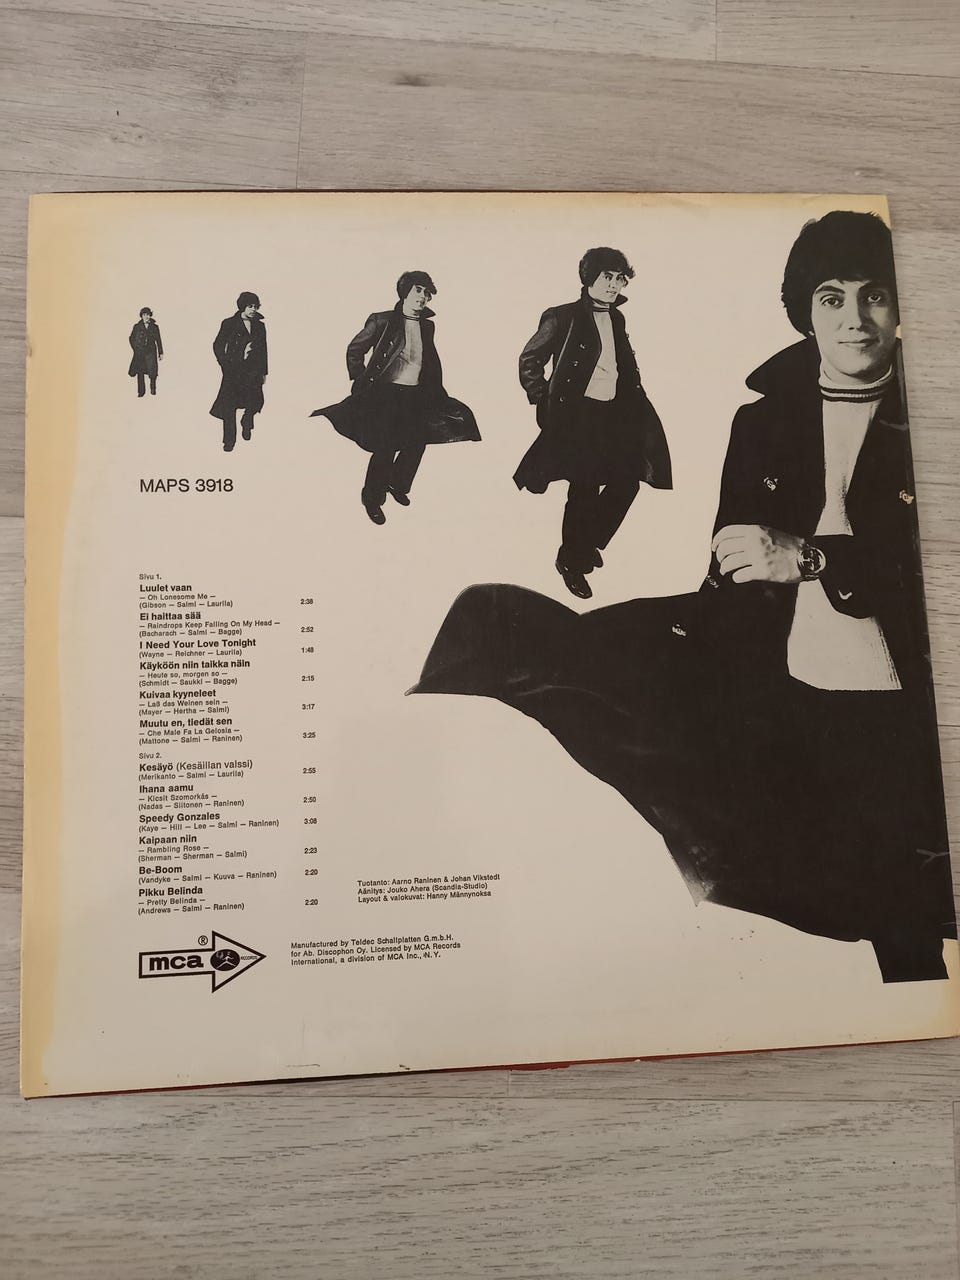 MAPS 3918
Sivu 1.
Luulet vaan
— Oh Lonesome Me —
(Gibson — Salmi — Laurila) 2:38
Ei haittaa sää
— Raindrops Keep Falling On My Head —
(Bacharach — Salmi — Bagge) 2:52
I Need Your Love Tonight
(Wayne — Reichner — Laurila) 1:48
Käyköön niin taikka näin
— Heute so, morgen so —
(Schmidt — Saukki — Bagge) 2:15
Kuivaa kyyneleet
— Laß das Weinen sein —
(Mayer — Hertha — Salmi) 3:17
Muutu en, tiedät sen
— Che Male Fa La Gelosia —
(Mattone — Salmi — Raninen) 3:25
Sivu 2.
Kesäyö (Kesäillan valssi)
(Merikanto — Salmi — Laurila) 2:55
Ihana aamu
— Kicsit Szomorkás —
(Nadas — Siitonen — Raninen) 2:50
Speedy Gonzales
(Kaye — Hill — Lee — Salmi — Raninen) 3:08
Kaipaan niin
— Rambling Rose —
(Sherman — Sherman — Salmi) 2:23
Be-Boom
(Vandyke — Salmi — Kuuva — Raninen) 2:20
Pikku Belinda
— Pretty Belinda —
(Andrews — Salmi — Raninen) 2:20
Tuotanto: Aarno Raninen & Johan Vikstedt
Äänitys: Jouko Ahera (Scandia-Studio)
Layout & valokuvat: Hanny Männynoksa
®
mca RECORDS
Manufactured by Teldec Schallplatten G.m.b.H.
for Ab. Discophon Oy. Licensed by MCA Records
International, a division of MCA Inc., N. Y.